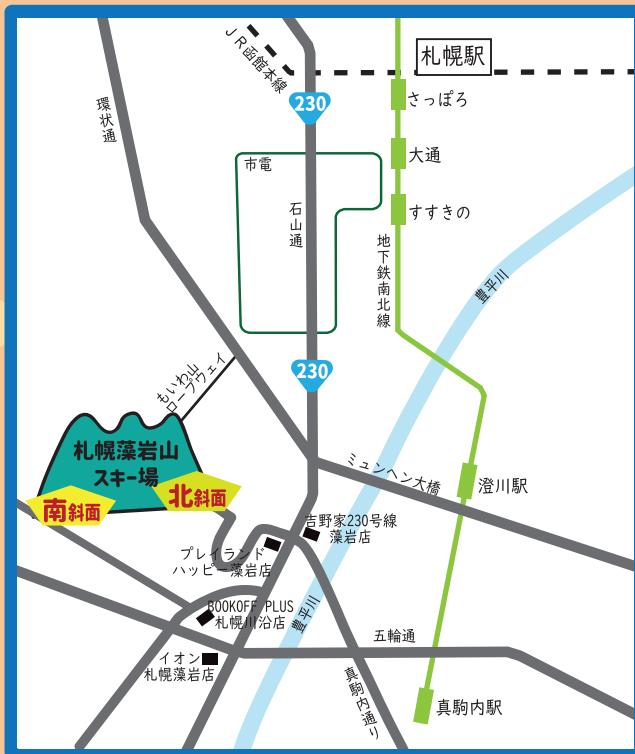 JR函館本線
札幌駅
230
さっぽろ
環状通
大通
市電
石山通
すすきの
地下鉄南北線
豊平川
230
もいわ山
ロープウェイ
札幌藻岩山
スキー場
南斜面
北斜面
ミュンヘン大橋
澄川駅
吉野家230号線
藻岩店
プレイランド
ハッピー藻岩店
BOOKOFF PLUS
札幌川沿店
豊平川
五輪通
イオン
札幌藻岩店
真駒内通り
真駒内駅